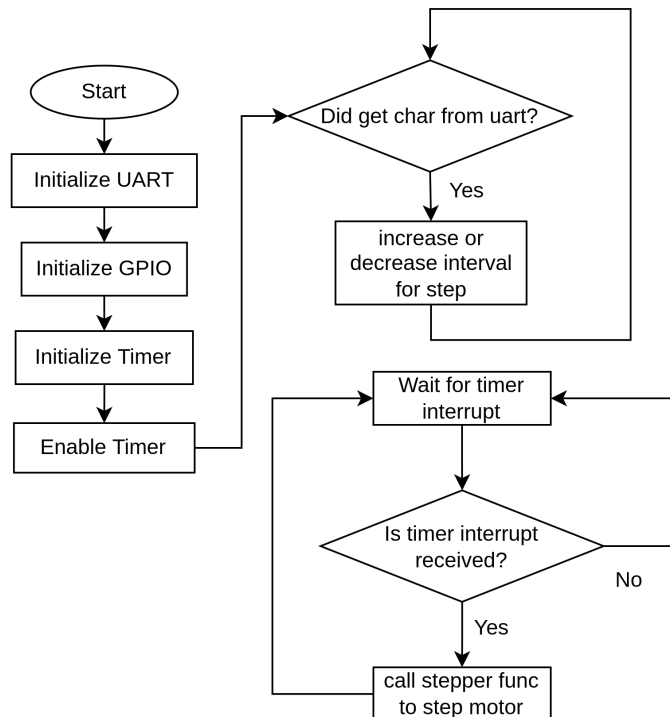 Start
Initialize UART
Initialize GPIO
Initialize Timer
Enable Timer
Did get char from uart?
Yes
increase or
decrease interval
for step
Wait for timer
interrupt
Is timer interrupt
received?
No
Yes
call stepper func
to step motor